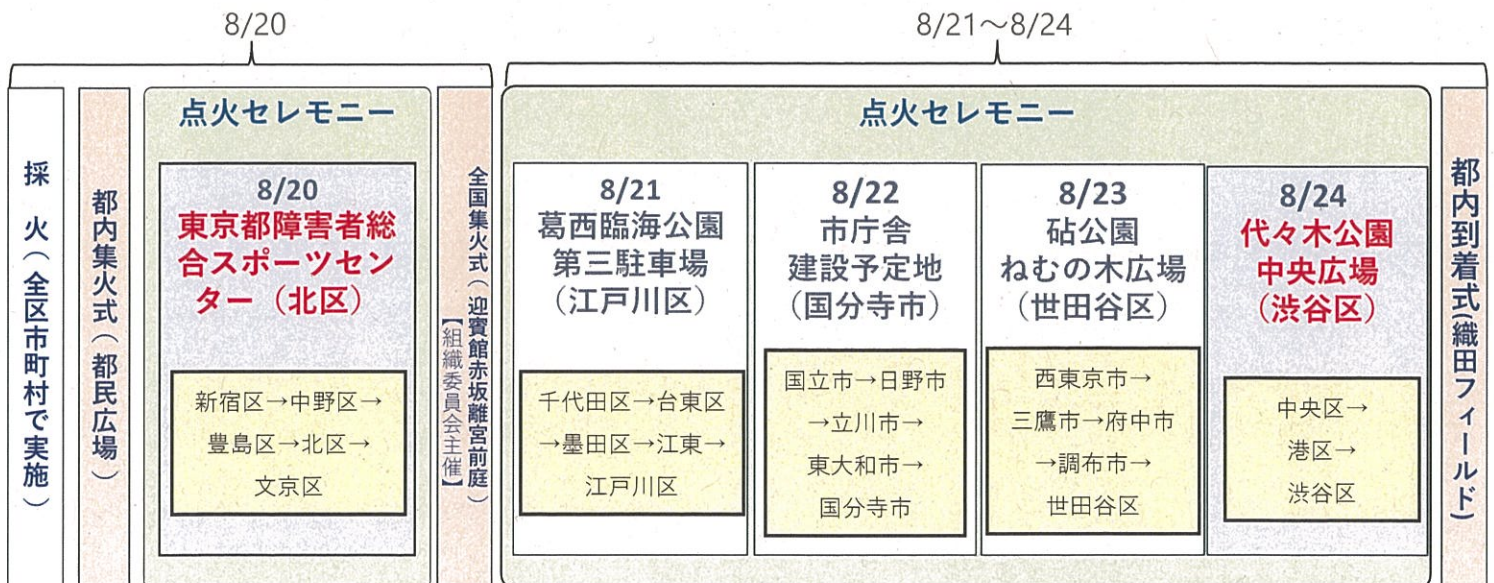 8/20
8/21～8/24
採　火（全区市町村で実施）
都内集火式（都民広場）
点火セレモニー
8/20
東京都障害者総
合スポーツセン
ター（北区）
新宿区→中野区→
豊島区→北区→
文京区
全国集火式（迎賓館赤坂離宮前庭）
【組織委員会主催】
点火セレモニー
8/21
葛西臨海公園
第三駐車場
（江戸川区）
千代田区→台東区
→墨田区→江東→
江戸川区
8/22
市庁舎
建設予定地
（国分寺市）
国立市→日野市
→立川市→
東大和市→
国分寺市
8/23
砧公園
ねむの木広場
（世田谷区）
西東京市→
三鷹市→府中市
→調布市→
世田谷区
8/24
代々木公園
中央広場
（渋谷区）
中央区→
港区→
渋谷区
都内到着式(織田フィールド)